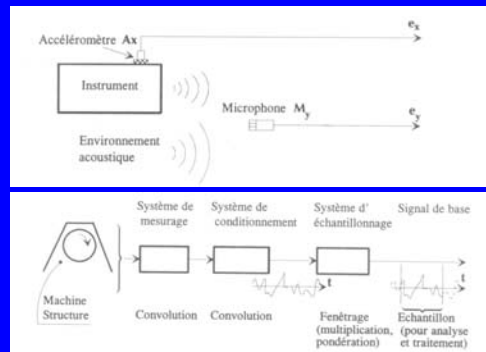 e_x
Accéléromètre Ax
Instrument
Microphone M_y
e_y
Environnement
acoustique
Système de
mesurage
Système de
conditionnement
Système d'
échantillonnage
Signal de base
t
t
Machine
Structure
Convolution
Convolution
Fenêtrage
(multiplication,
pondération)
Echantillon
(pour analyse
et traitement)